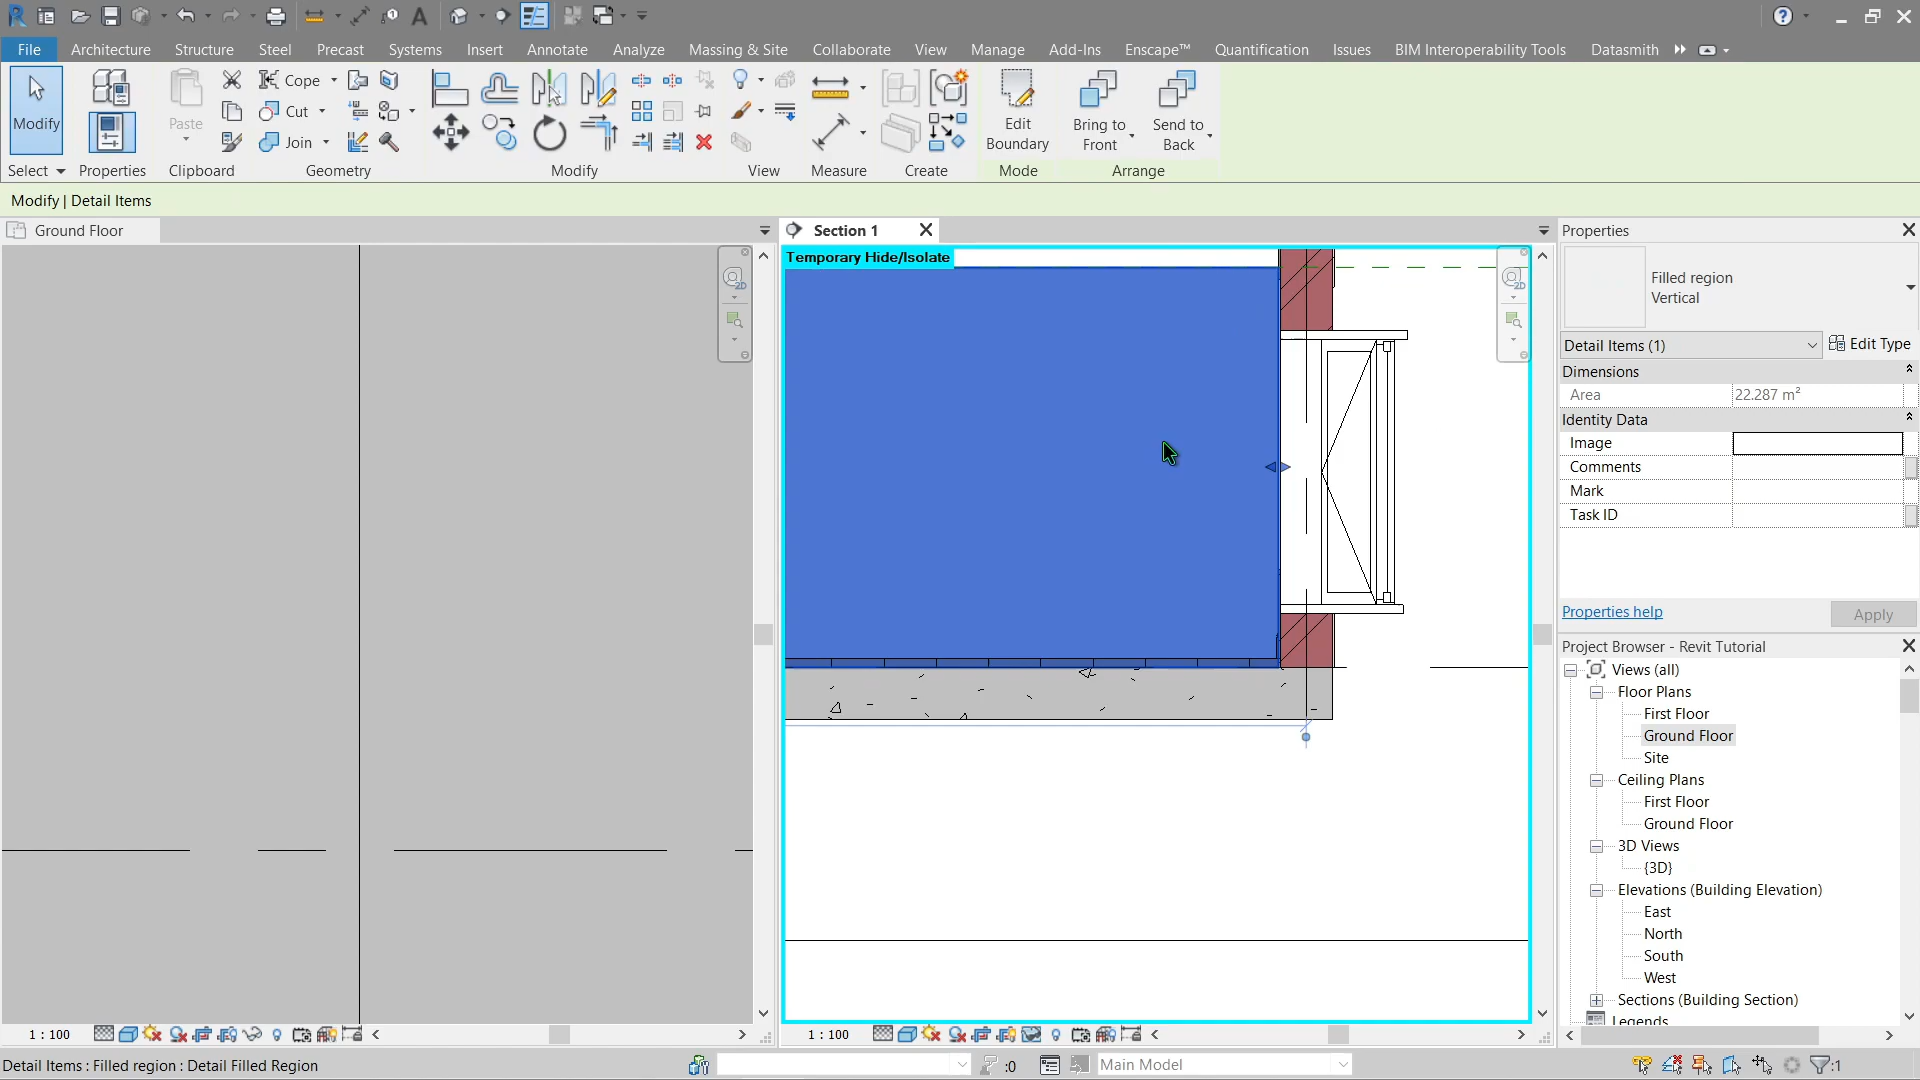 File Architecture Structure Steel Precast Systems Insert Annotate Analyze Massing & Site Collaborate View Manage Add-Ins Enscape™ Quantification Issues BIM Interoperability Tools Datasmith
Modify Paste Cope Cut Join Edit Boundary Bring to Front Send to Back
Select Properties Clipboard Geometry Modify View Measure Create Mode Arrange
Modify | Detail Items
Ground Floor
Section 1
Temporary Hide/Isolate
2D
2D
Properties
Filled region
Vertical
Detail Items (1) Edit Type
Dimensions
Area 22.287 m²
Identity Data
Image
Comments
Mark
Task ID
Properties help Apply
Project Browser - Revit Tutorial
Views (all)
Floor Plans
First Floor
Ground Floor
Site
Ceiling Plans
First Floor
Ground Floor
3D Views
{3D}
Elevations (Building Elevation)
East
North
South
West
Sections (Building Section)
Legends
1 : 100
1 : 100
Detail Items : Filled region : Detail Filled Region :0 Main Model :1